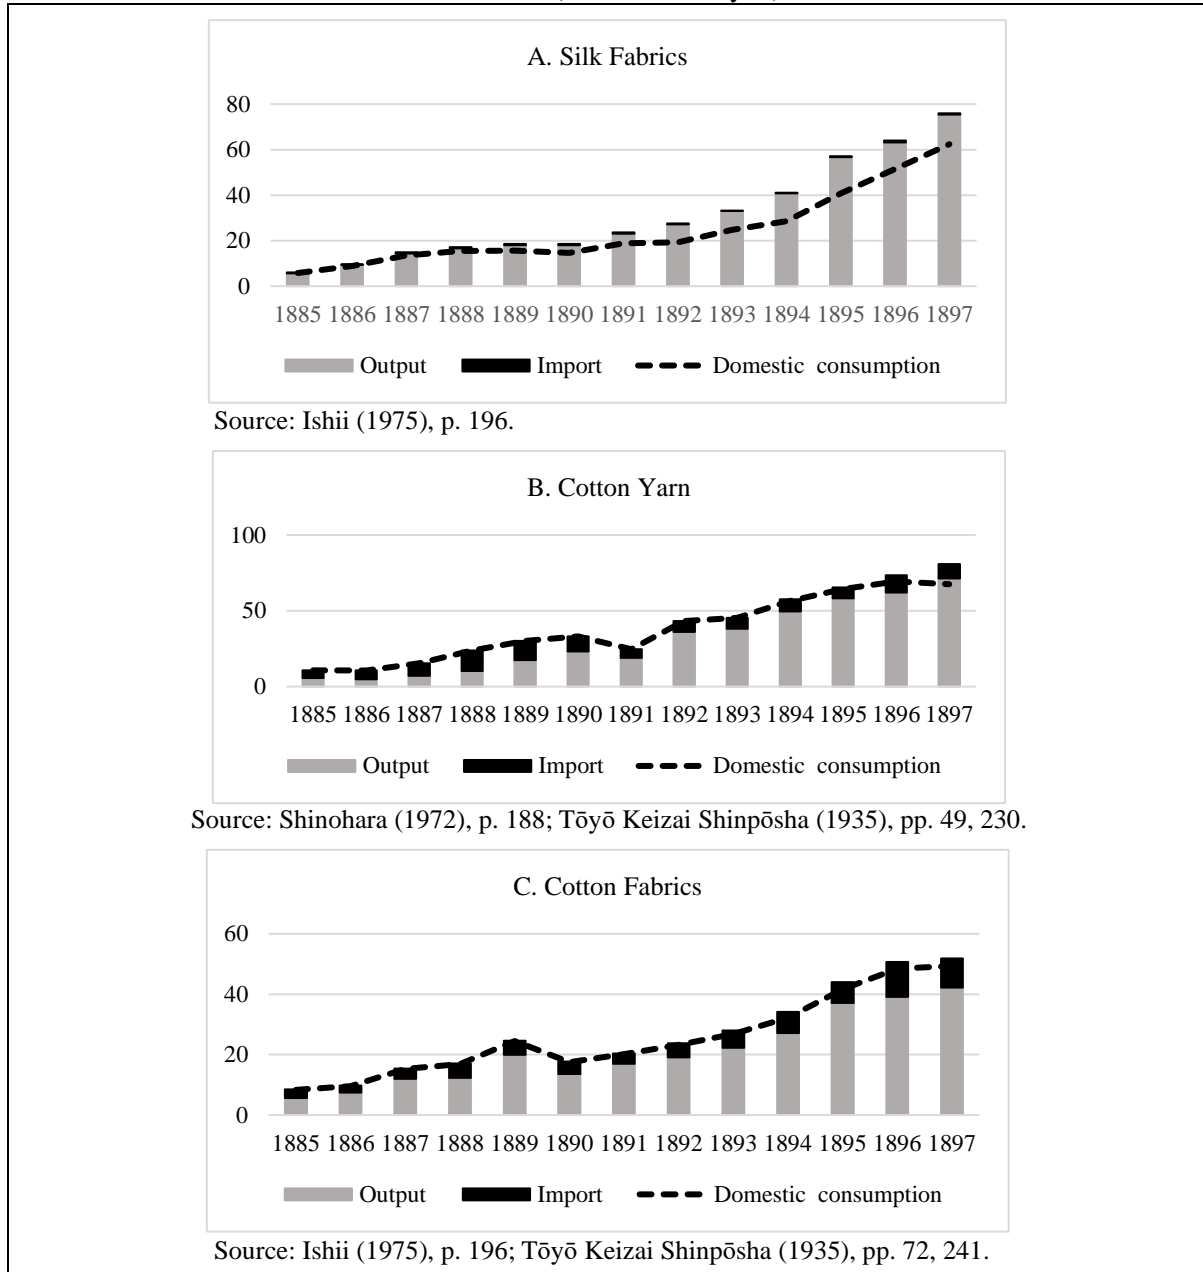 A. Silk Fabrics
80
60
40
20
0
1885 1886 1887 1888 1889 1890 1891 1892 1893 1894 1895 1896 1897
Output Import Domestic consumption
Source: Ishii (1975), p. 196.
B. Cotton Yarn
100
50
0
1885 1886 1887 1888 1889 1890 1891 1892 1893 1894 1895 1896 1897
Output Import Domestic consumption
Source: Shinohara (1972), p. 188; Tōyō Keizai Shinpōsha (1935), pp. 49, 230.
C. Cotton Fabrics
60
40
20
0
1885 1886 1887 1888 1889 1890 1891 1892 1893 1894 1895 1896 1897
Output Import Domestic consumption
Source: Ishii (1975), p. 196; Tōyō Keizai Shinpōsha (1935), pp. 72, 241.